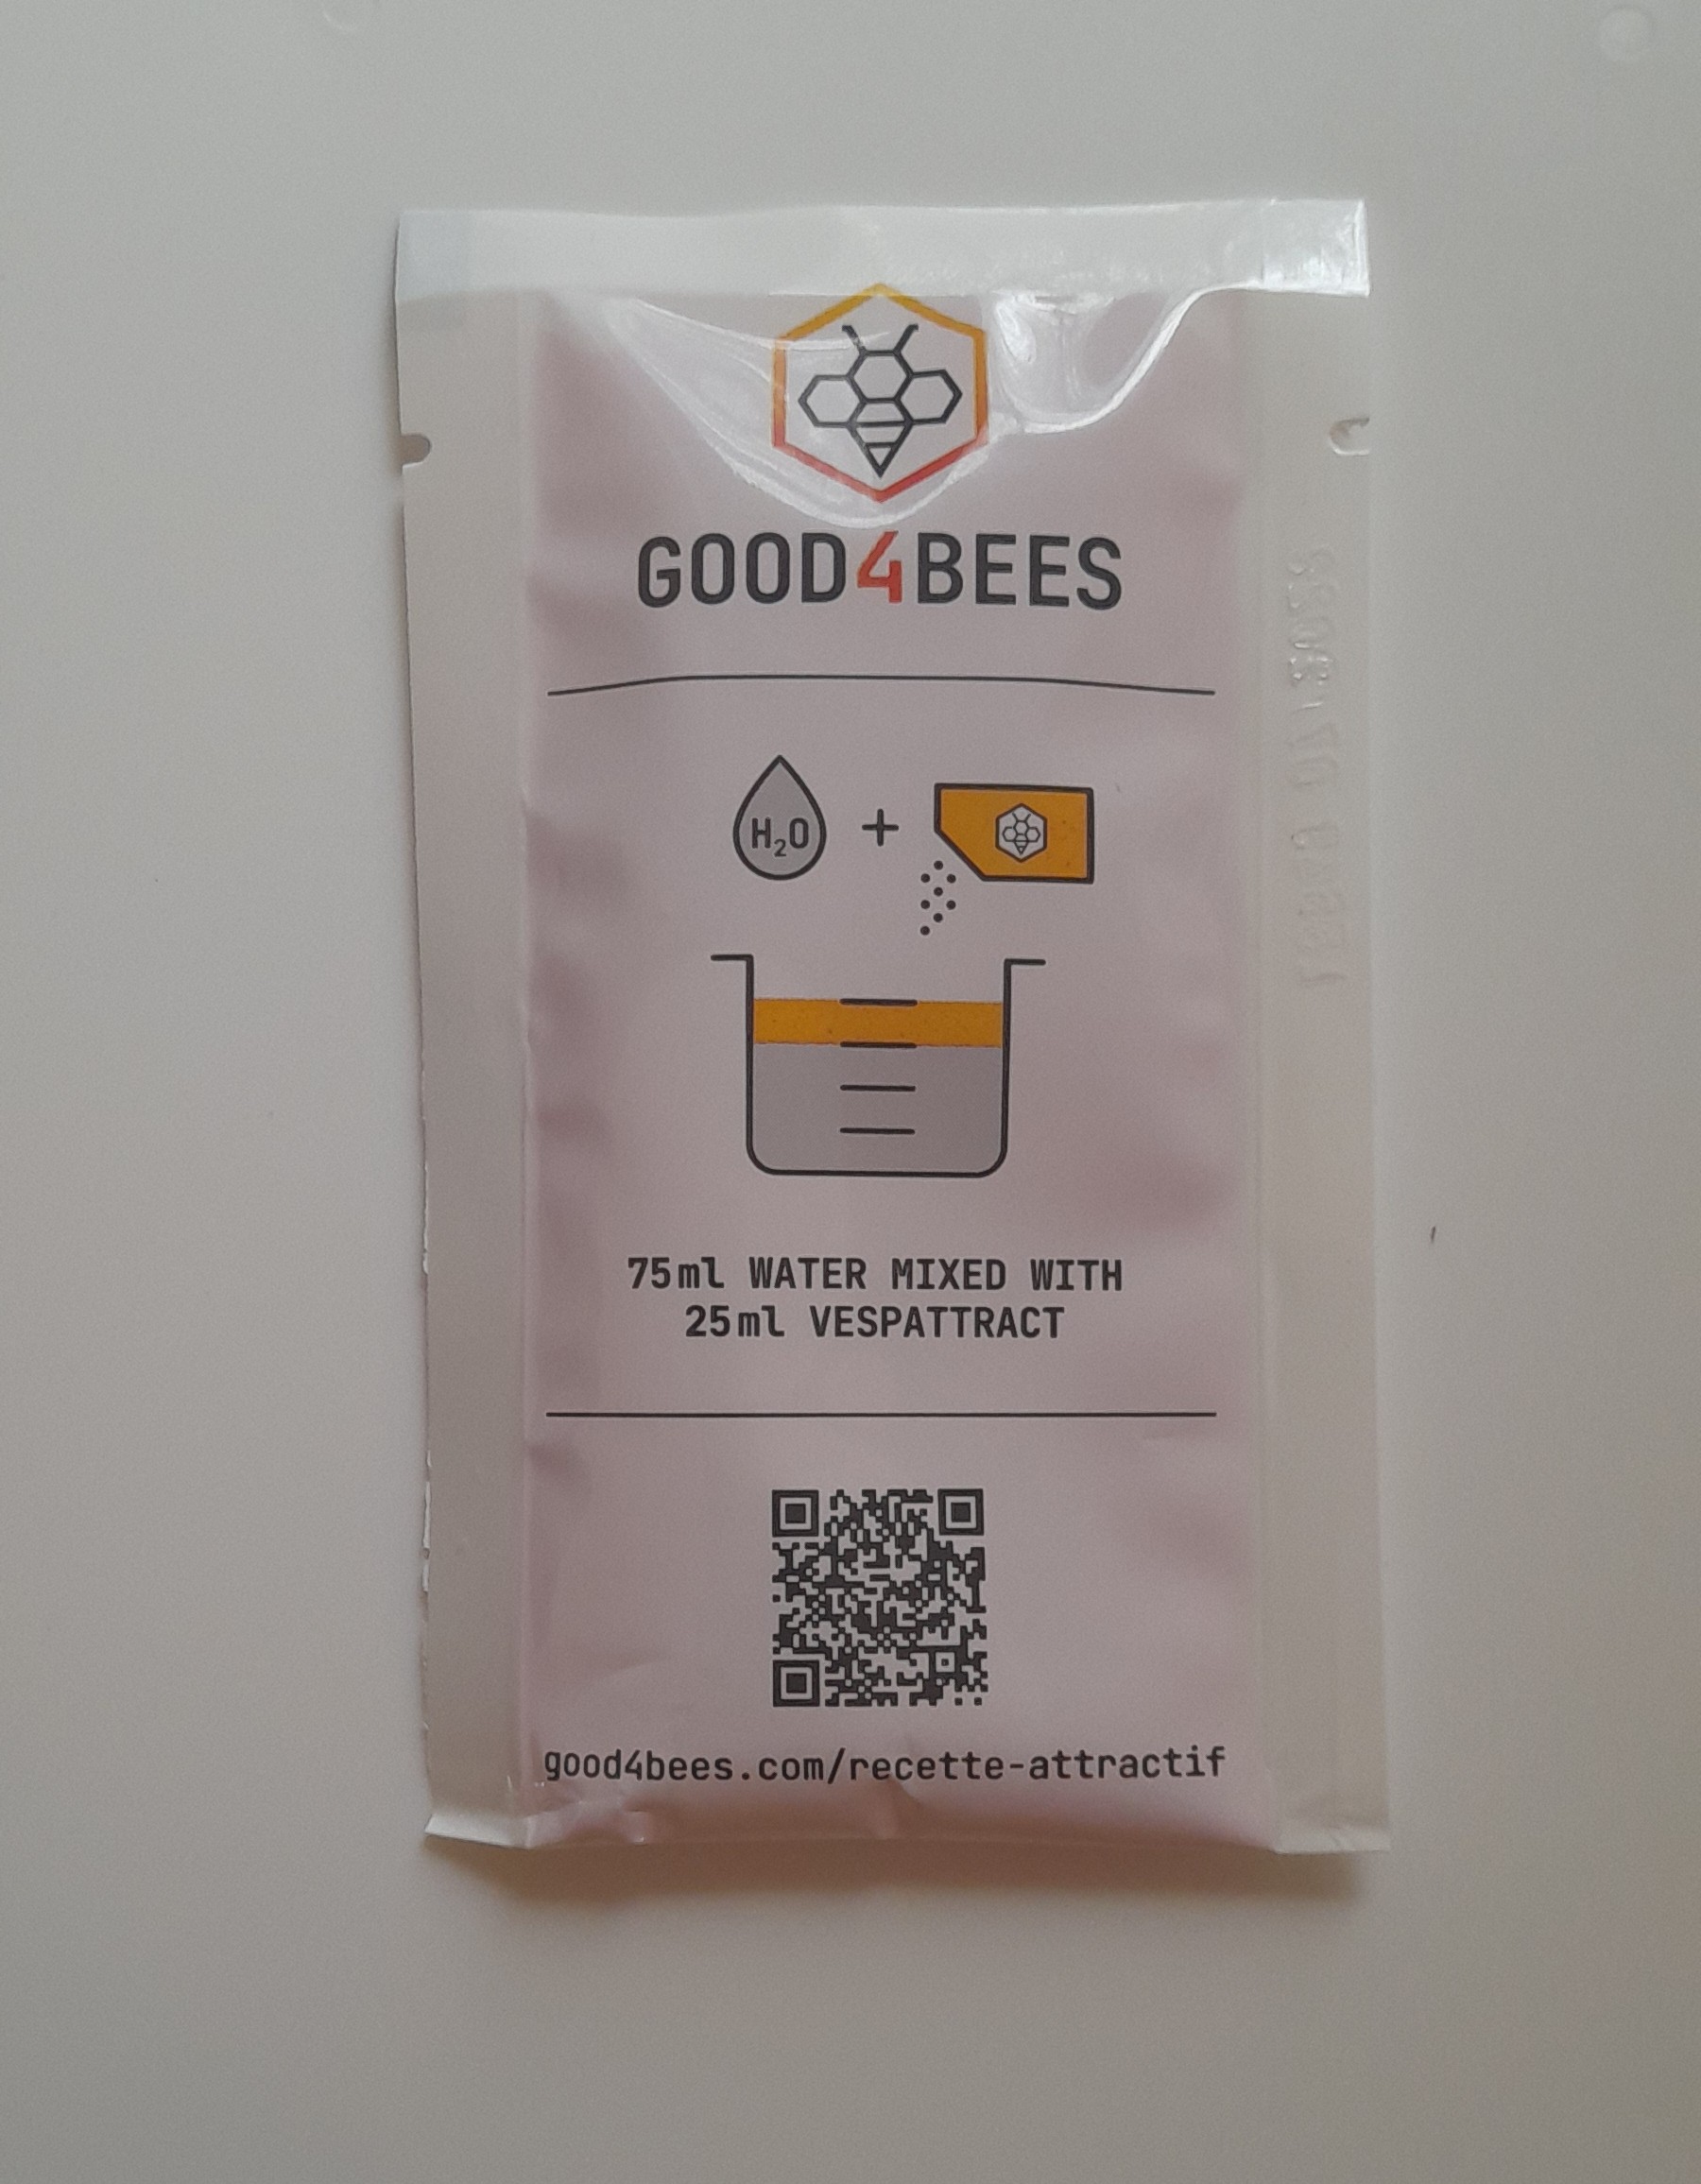 GOOD4BEES
H₂O +
75ml WATER MIXED WITH
25ml VESPATTRACT
good4bees.com/recette-attractif